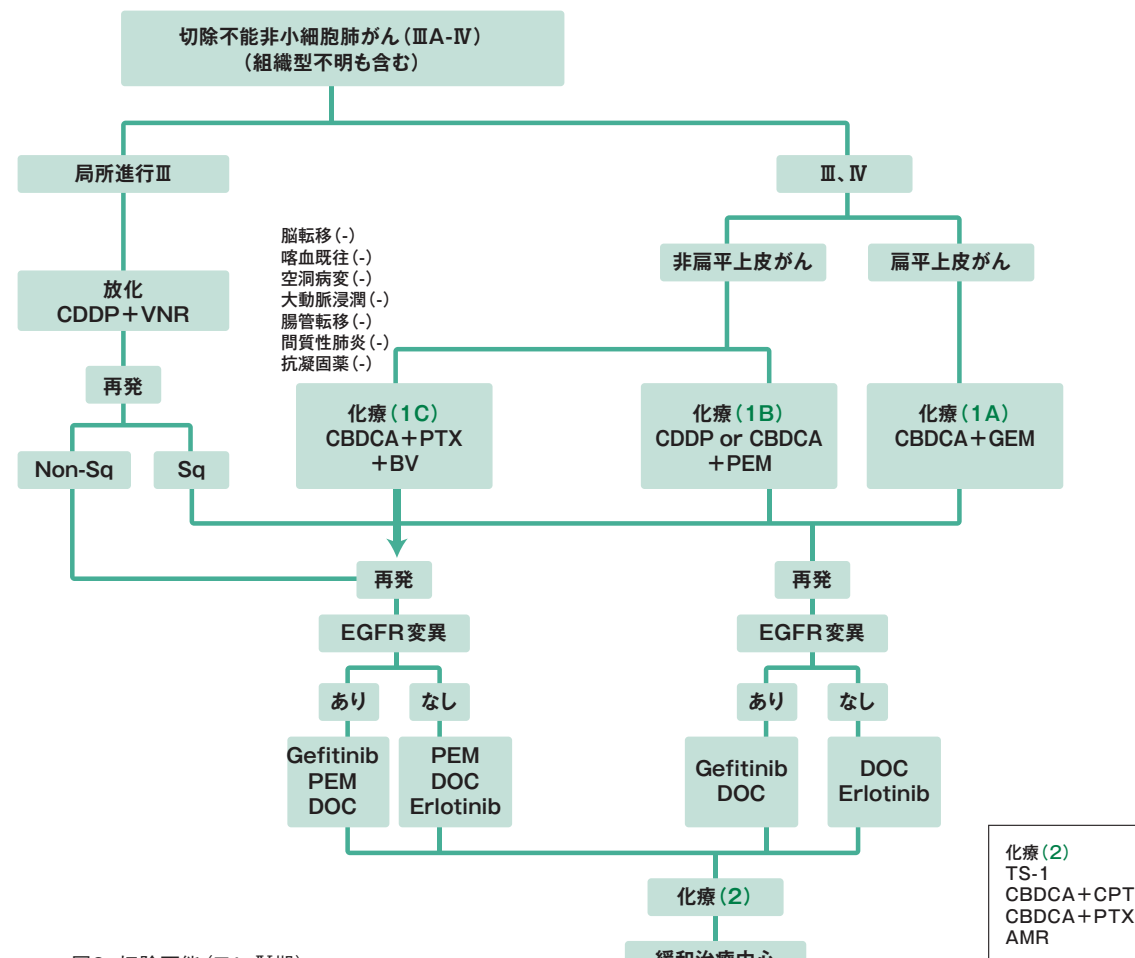 切除不能非小細胞肺がん(ⅢA-Ⅳ)
(組織型不明も含む)
局所進行Ⅲ
Ⅲ、Ⅳ
脳転移(-)
喀血既往(-)
空洞病変(-)
大動脈浸潤(-)
腸管転移(-)
間質性肺炎(-)
抗凝固薬(-)
非扁平上皮がん
扁平上皮がん
放化
CDDP+VNR
再発
Non-Sq
Sq
化療(1C)
CBDCA+PTX
+BV
化療(1B)
CDDP or CBDCA
+PEM
化療(1A)
CBDCA+GEM
再発
再発
EGFR変異
EGFR変異
あり
なし
あり
なし
Gefitinib
PEM
DOC
PEM
DOC
Erlotinib
Gefitinib
DOC
DOC
Erlotinib
化療(2)
化療(2)
TS-1
CBDCA+CPT
CBDCA+PTX
AMR
緩和治療中心